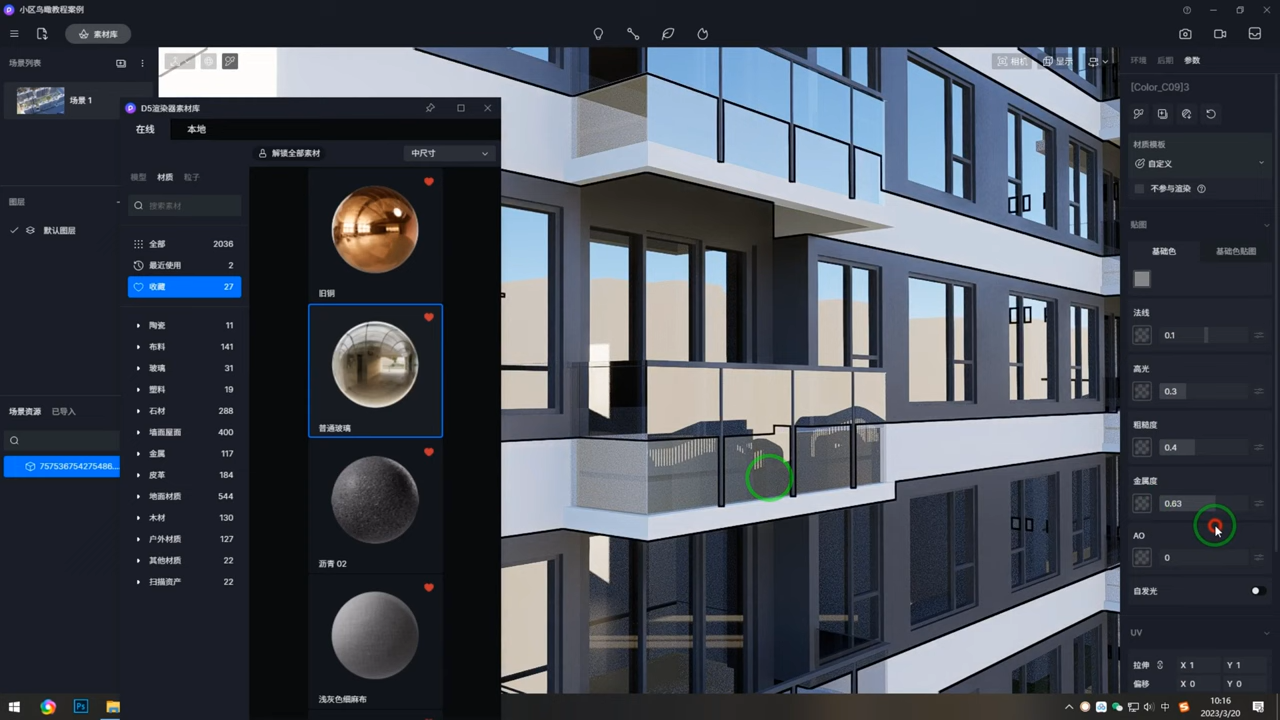 小区鸟瞰教程案例
素材库
场景列表
场景 1
图层
默认图层
场景资源 已导入
757536754275486...
D5渲染器素材库
在线 本地
解锁全部素材 中尺寸
模型 材质 粒子
搜索素材
全部 2036
最近使用 2
收藏 27
陶瓷 11
布料 141
玻璃 31
塑料 19
石材 288
墙面屋面 400
金属 117
皮革 184
地面材质 544
木材 130
户外材质 127
其他材质 22
扫描资产 22
旧铜
普通玻璃
沥青 02
浅灰色细麻布
相机 显示
环境 后期 参数
[Color_C09]3
材质模板
自定义
不参与渲染
贴图
基础色 基础色贴图
法线
0.1
高光
0.3
粗糙度
0.4
金属度
0.63
AO
0
自发光
UV
拉伸 X 1 Y 1
偏移 X 0 Y 0
Ps
中
10:16
2023/3/20